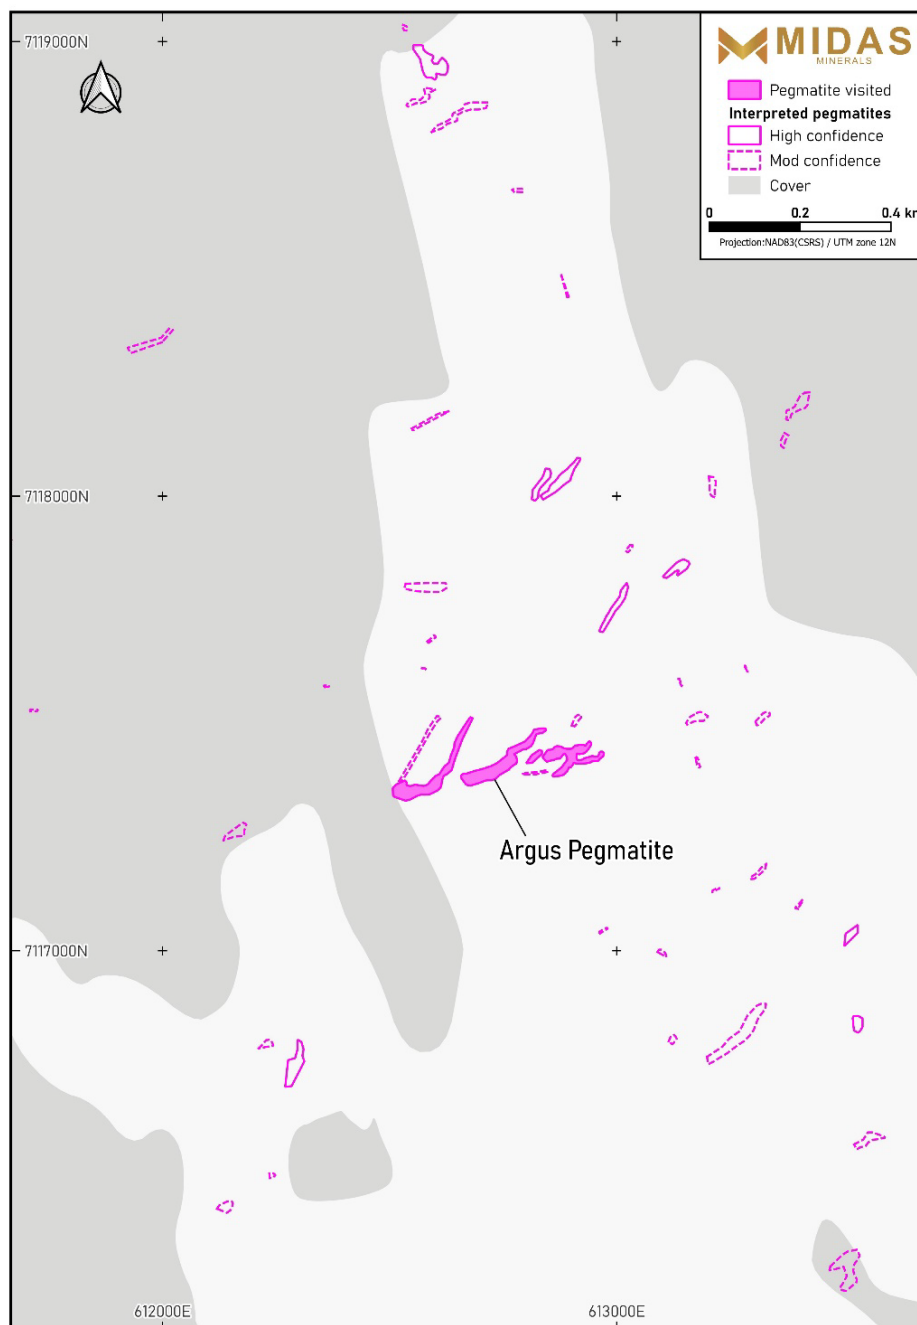 MIDAS
MINERALS
Pegmatite visited
Interpreted pegmatites
High confidence
Mod confidence
Cover
0 0.2 0.4 km
Projection:NAD83(CSRS) / UTM zone 12N
7119000N
7118000N
Argus Pegmatite
7117000N
612000E 613000E